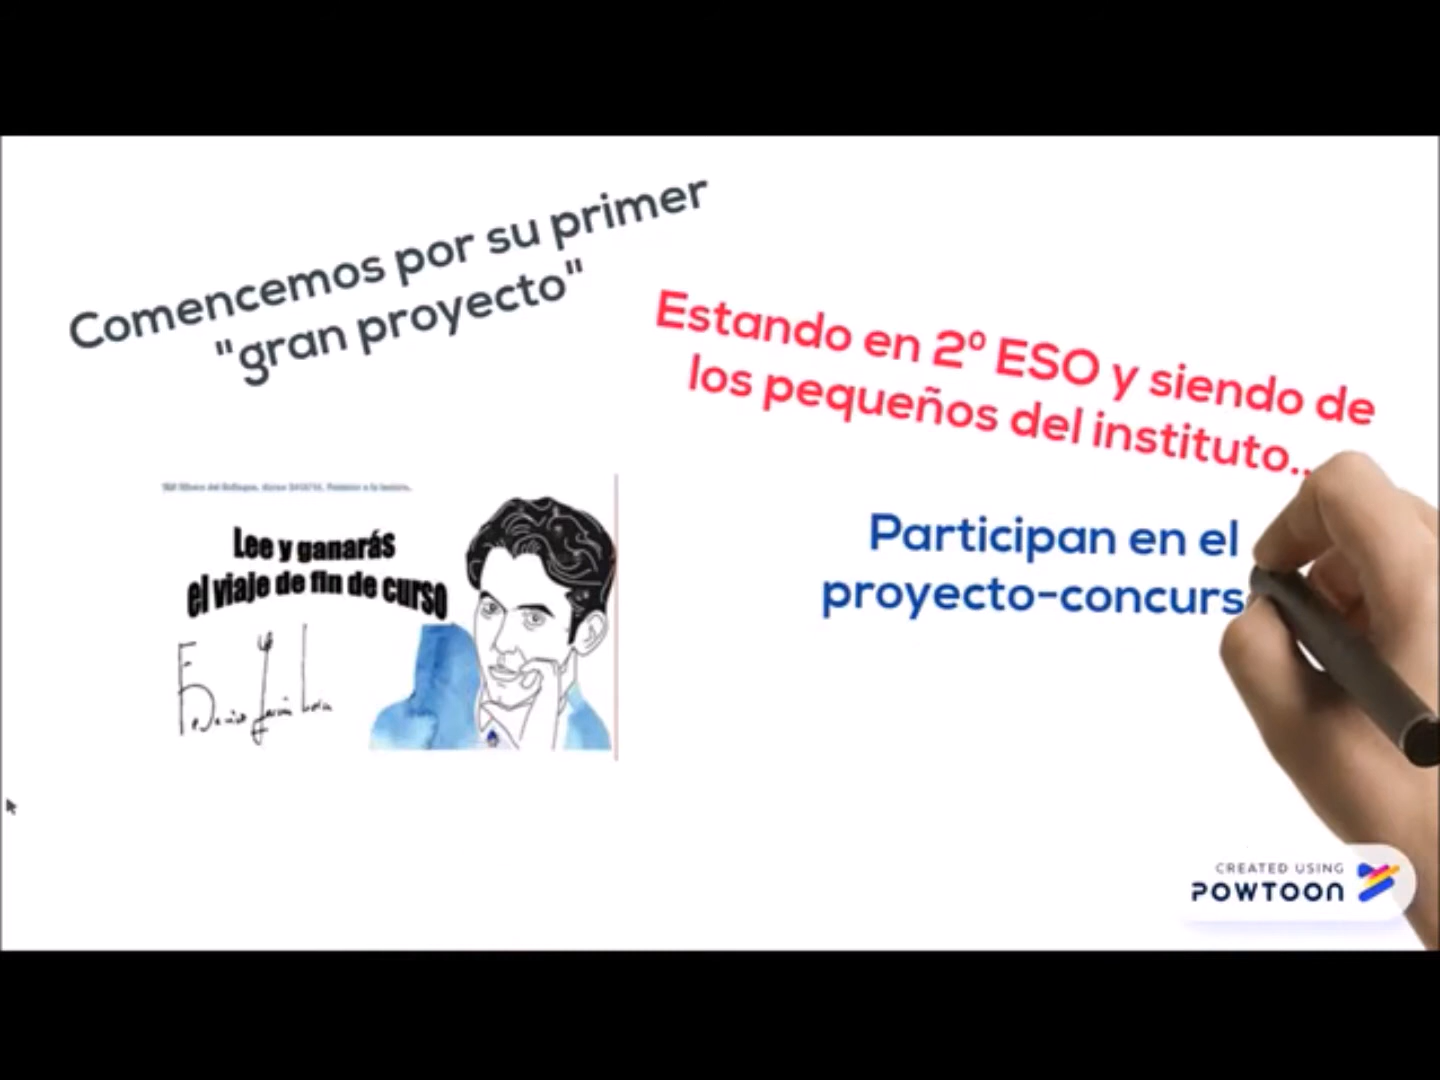 Comencemos por su primer
"gran proyecto"
Estando en 2º ESO y siendo de
los pequeños del instituto..
Participan en el
proyecto-concurs
Lee y ganarás
el viaje de fin de curso
CREATED USING
POWTOON